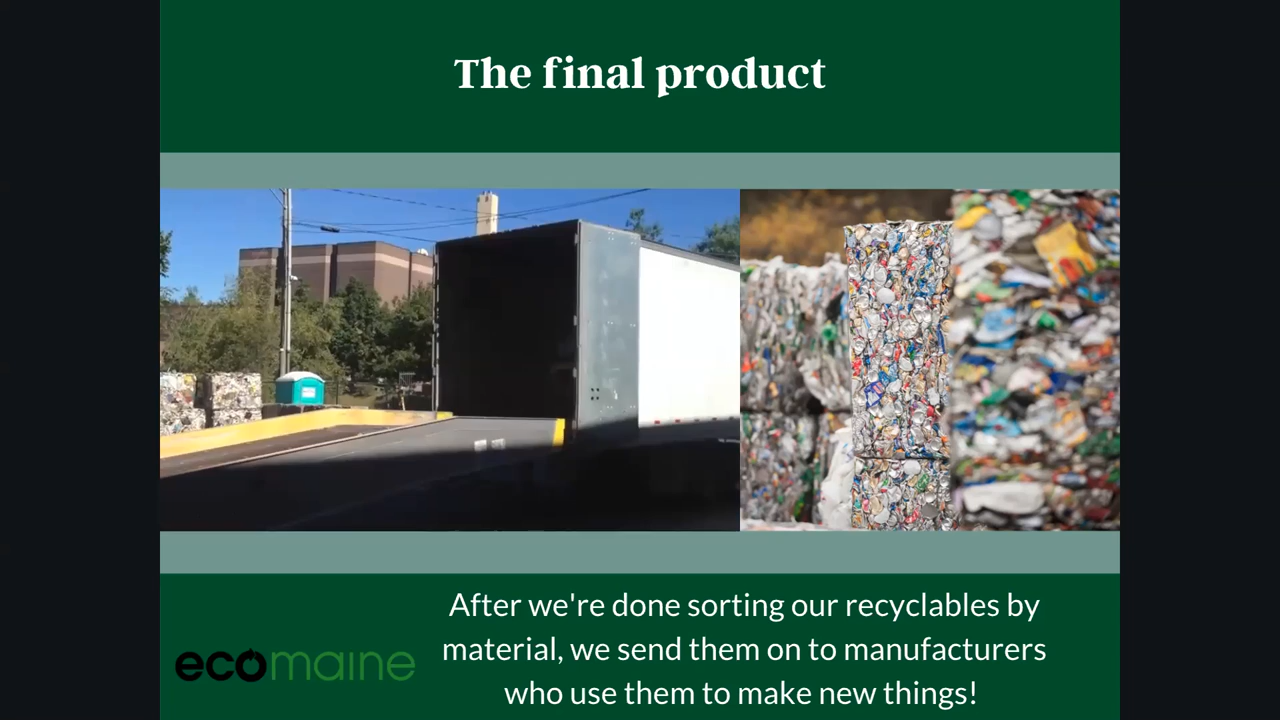 The final product
After we're done sorting our recyclables by
material, we send them on to manufacturers
who use them to make new things!
ecomaine